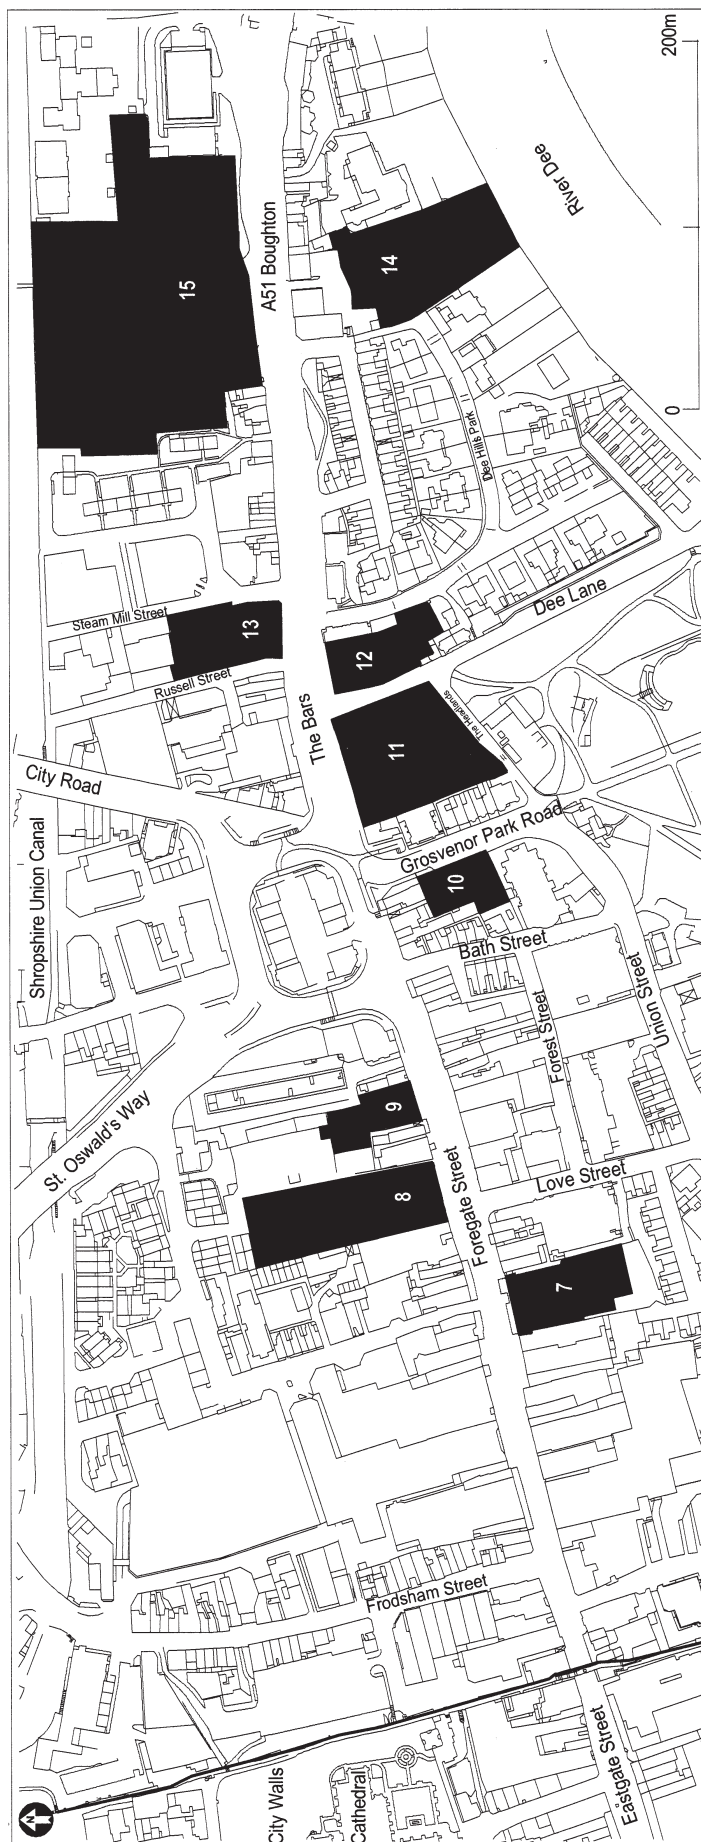 200m
0
River Dee
A51 Boughton
15
14
Dee Hills Park
Steam Mill Street
13
Russell Street
Dee Lane
12
The Bars
11
The Headlands
City Road
Shropshire Union Canal
Grosvenor Park Road
10
Bath Street
Union Street
Forest Street
St. Oswald's Way
9
8
Foregate Street
Love Street
7
Frodsham Street
City Walls
Cathedral
Eastgate Street
N